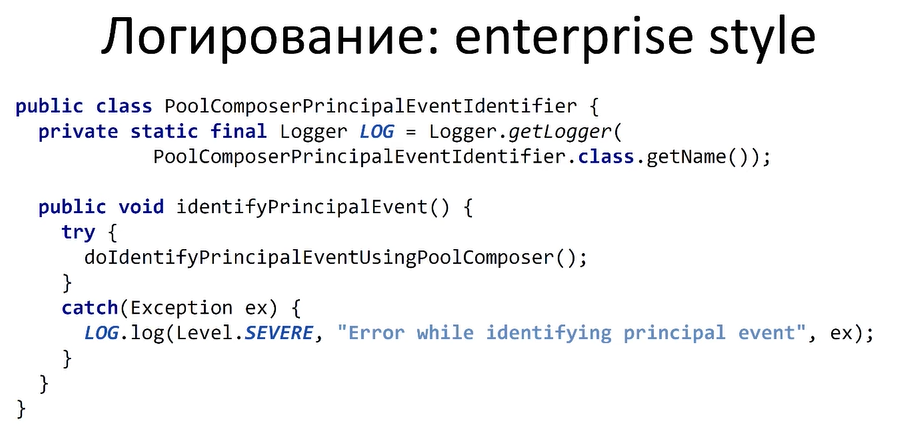 Логирование: enterprise style
public class PoolComposerPrincipalEventIdentifier {
private static final Logger LOG = Logger.getLogger(
PoolComposerPrincipalEventIdentifier.class.getName());
public void identifyPrincipalEvent() {
try {
doIdentifyPrincipalEventUsingPoolComposer();
}
catch(Exception ex) {
LOG.log(Level.SEVERE, "Error while identifying principal event", ex);
}
}
}